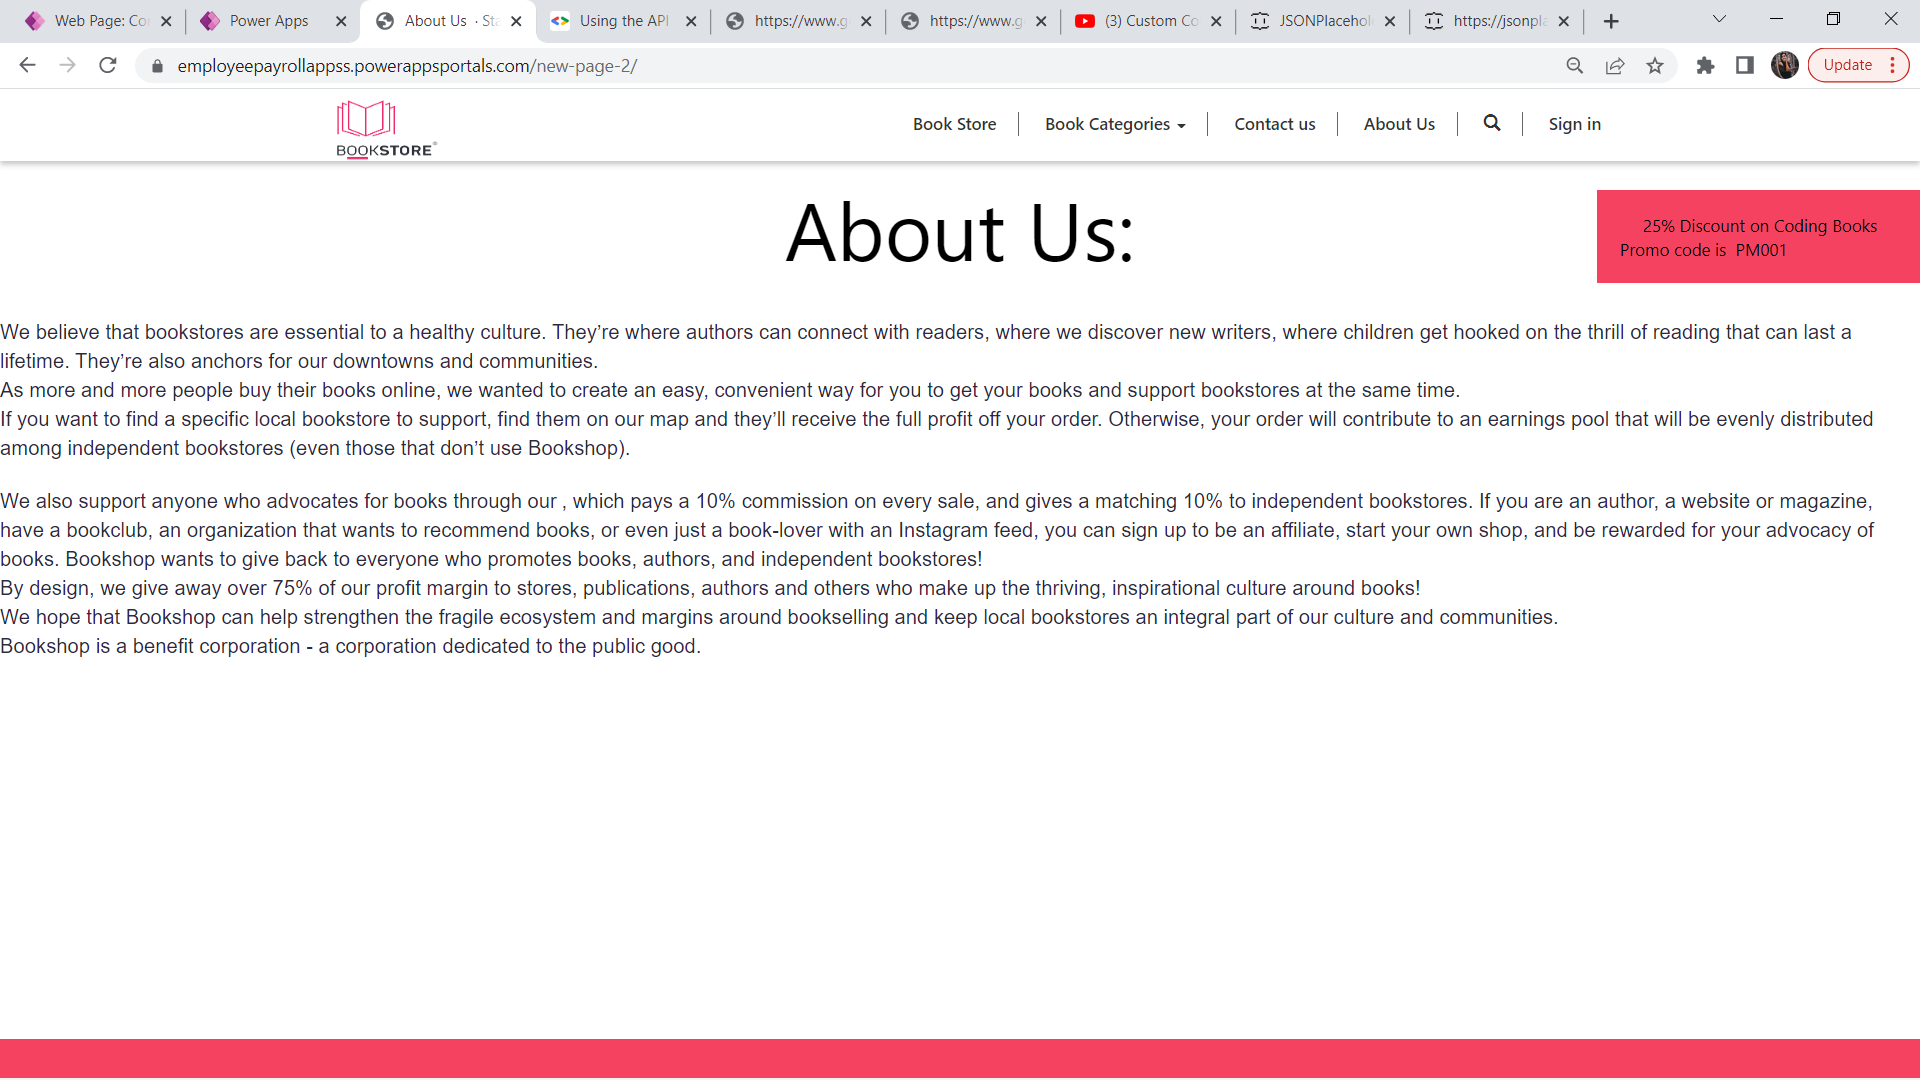 Web Page: Co
Power Apps
About Us · Sta
Using the API
https://www.g
https://www.g
(3) Custom Co
JSONPlacehol
https://jsonpla
employeepayrollappss.powerappsportals.com/new-page-2/
Update
BOOKSTORE
Book Store
Book Categories
Contact us
About Us
Sign in
About Us:
25% Discount on Coding Books
Promo code is PM001
We believe that bookstores are essential to a healthy culture. They’re where authors can connect with readers, where we discover new writers, where children get hooked on the thrill of reading that can last a
lifetime. They’re also anchors for our downtowns and communities.
As more and more people buy their books online, we wanted to create an easy, convenient way for you to get your books and support bookstores at the same time.
If you want to find a specific local bookstore to support, find them on our map and they’ll receive the full profit off your order. Otherwise, your order will contribute to an earnings pool that will be evenly distributed
among independent bookstores (even those that don’t use Bookshop).
We also support anyone who advocates for books through our , which pays a 10% commission on every sale, and gives a matching 10% to independent bookstores. If you are an author, a website or magazine,
have a bookclub, an organization that wants to recommend books, or even just a book-lover with an Instagram feed, you can sign up to be an affiliate, start your own shop, and be rewarded for your advocacy of
books. Bookshop wants to give back to everyone who promotes books, authors, and independent bookstores!
By design, we give away over 75% of our profit margin to stores, publications, authors and others who make up the thriving, inspirational culture around books!
We hope that Bookshop can help strengthen the fragile ecosystem and margins around bookselling and keep local bookstores an integral part of our culture and communities.
Bookshop is a benefit corporation - a corporation dedicated to the public good.